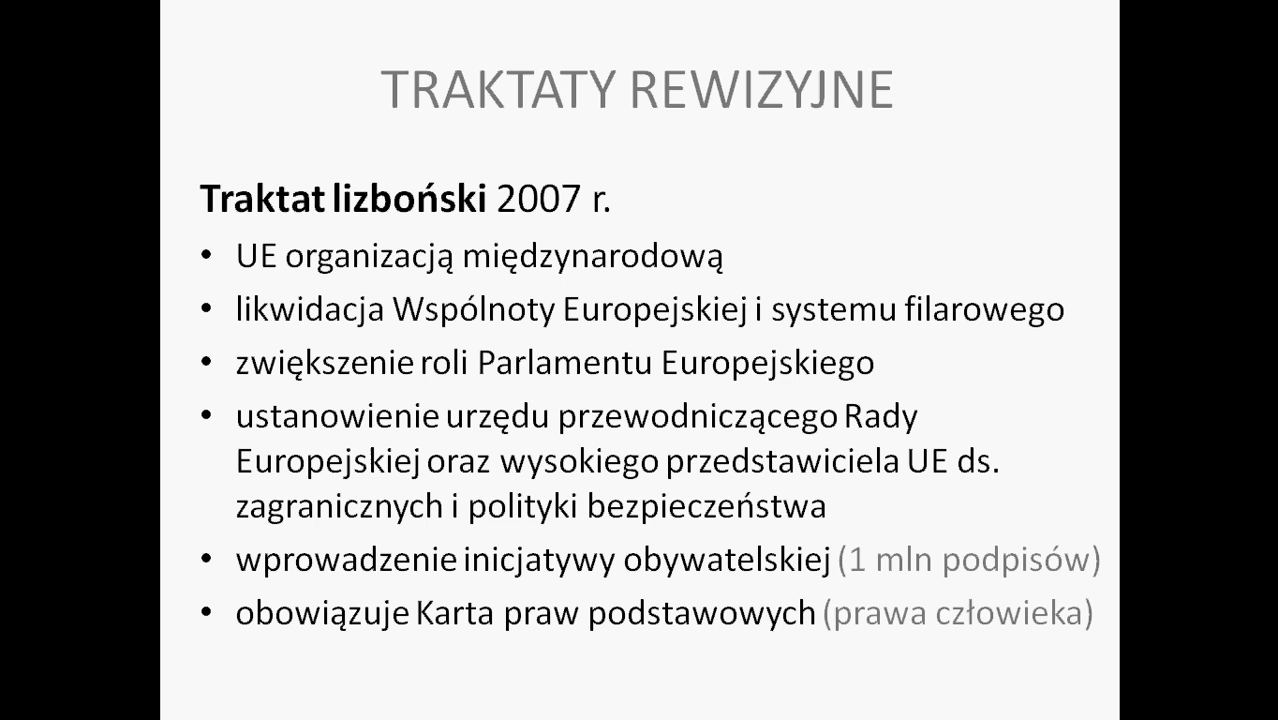 TRAKTATY REWIZYJNE
Traktat lizboński 2007 r.
• UE organizacją międzynarodową
• likwidacja Wspólnoty Europejskiej i systemu filarowego
• zwiększenie roli Parlamentu Europejskiego
• ustanowienie urzędu przewodniczącego Rady
Europejskiej oraz wysokiego przedstawiciela UE ds.
zagranicznych i polityki bezpieczeństwa
• wprowadzenie inicjatywy obywatelskiej (1 mln podpisów)
• obowiązuje Karta praw podstawowych (prawa człowieka)